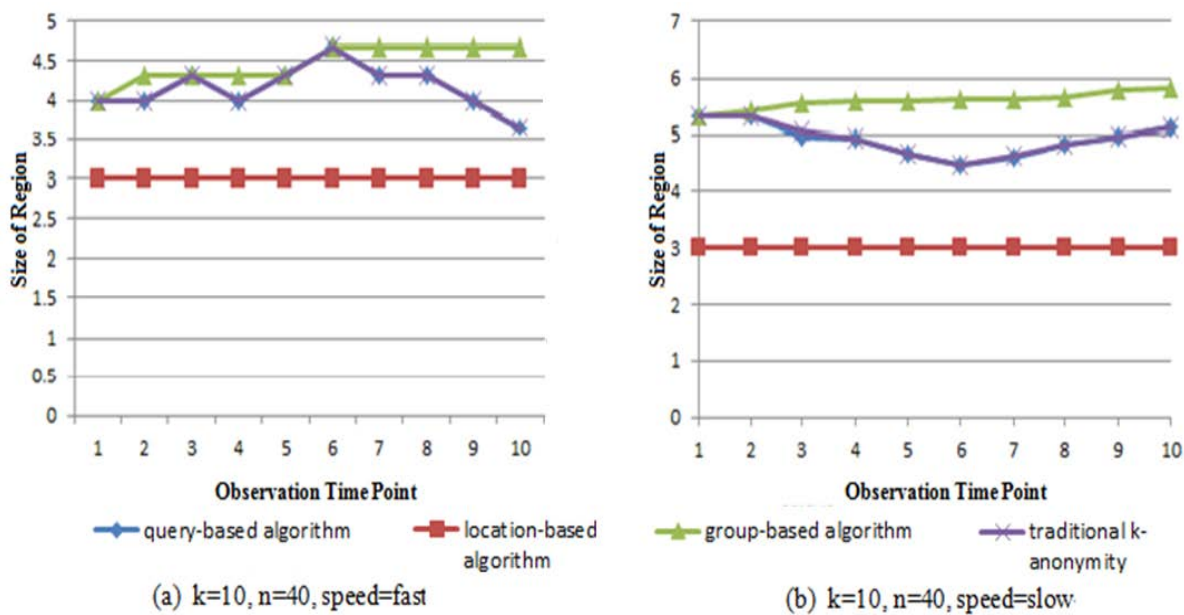 5
4.5
4
3.5
3
2.5
2
1.5
1
0.5
0
Size of Region
1 2 3 4 5 6 7 8 9 10
Observation Time Point
7
6
5
4
3
2
1
0
Size of Region
1 2 3 4 5 6 7 8 9 10
Observation Time Point
query-based algorithm
location-based
algorithm
group-based algorithm
traditional k-
anonymity
(a) k=10, n=40, speed=fast
(b) k=10, n=40, speed=slow